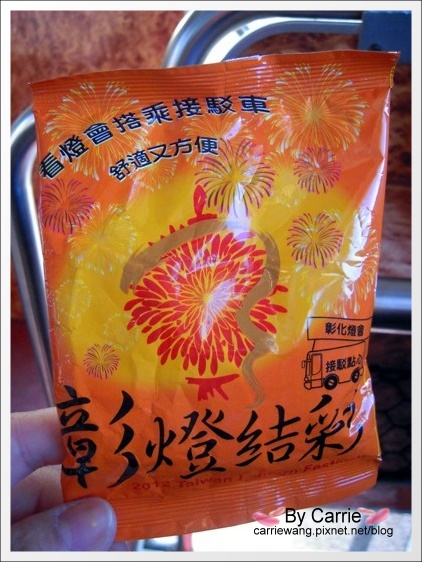 看燈會搭乘接駁車
舒適又方便
彰化燈會
接駁點心
彰燈結彩
2012 Taiwan Lantern Festival
By Carrie
carriewang.pixnet.net/blog